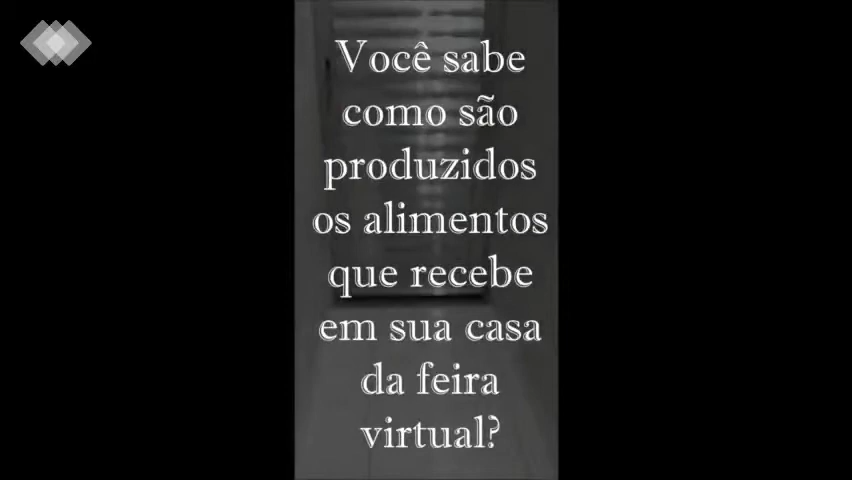 Você sabe
como são
produzidos
os alimentos
que recebe
em sua casa
da feira
virtual?